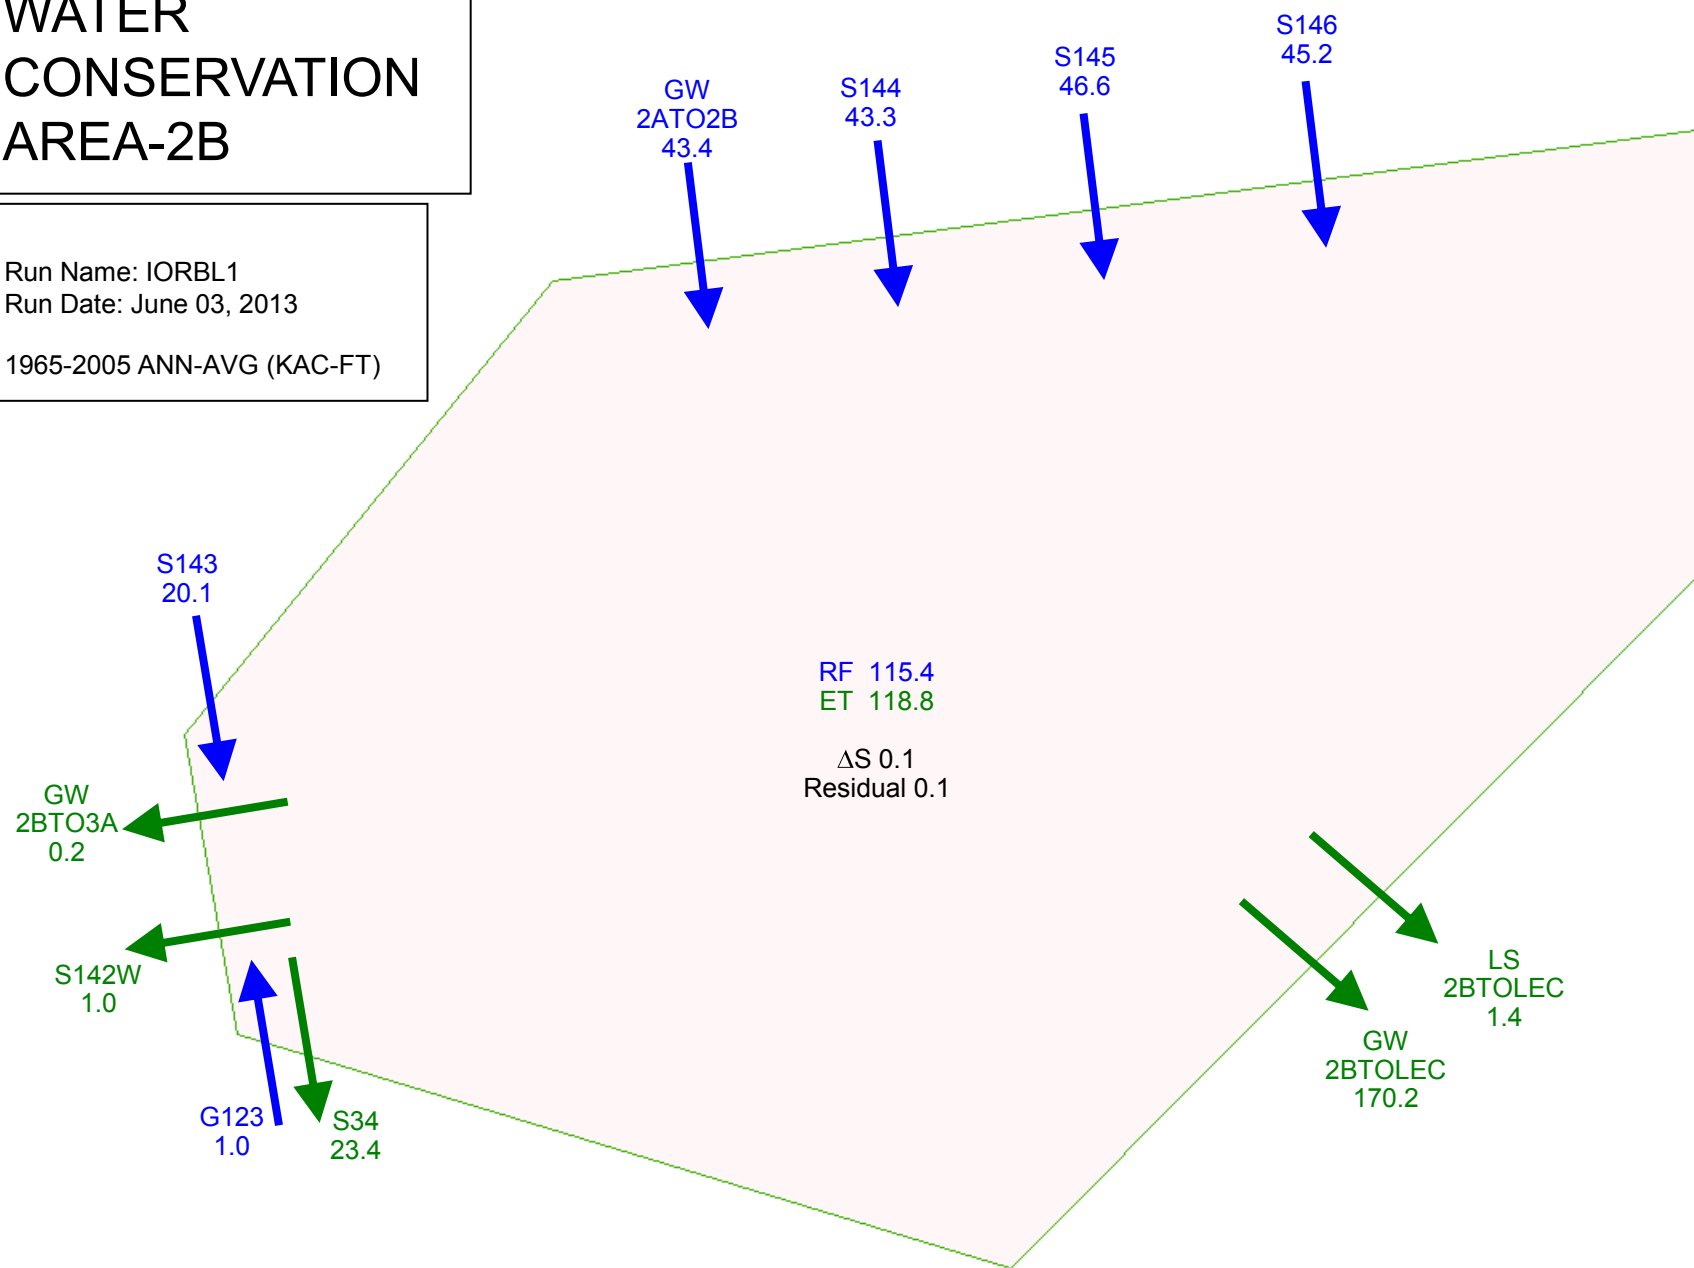 WATER
CONSERVATION
AREA-2B
Run Name: IORBL1
Run Date: June 03, 2013
1965-2005 ANN-AVG (KAC-FT)
GW
2ATO2B
43.4
S144
43.3
S145
46.6
S146
45.2
S143
20.1
RF 115.4
ET 118.8
ΔS 0.1
Residual 0.1
GW
2BTO3A
0.2
S142W
1.0
G123
1.0
S34
23.4
LS
2BTOLEC
1.4
GW
2BTOLEC
170.2